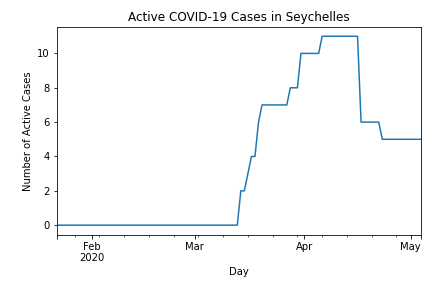 Active COVID-19 Cases in Seychelles
Number of Active Cases
10
8
6
4
2
0
Feb
2020
Mar
Apr
May
Day